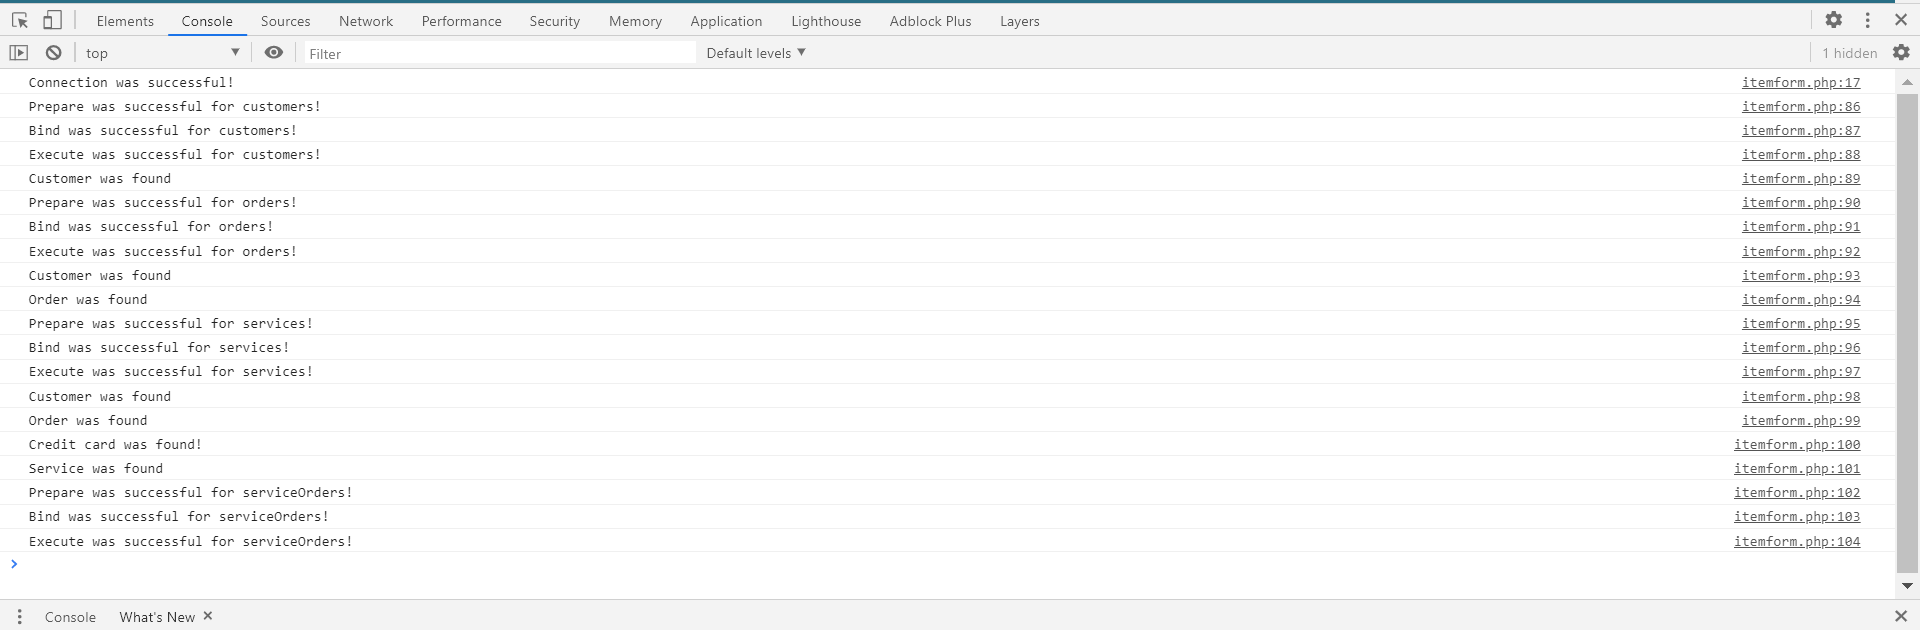 Elements Console Sources Network Performance Security Memory Application Lighthouse Adblock Plus Layers
top Filter Default levels 1 hidden
Connection was successful! itemform.php:17
Prepare was successful for customers! itemform.php:86
Bind was successful for customers! itemform.php:87
Execute was successful for customers! itemform.php:88
Customer was found itemform.php:89
Prepare was successful for orders! itemform.php:90
Bind was successful for orders! itemform.php:91
Execute was successful for orders! itemform.php:92
Customer was found itemform.php:93
Order was found itemform.php:94
Prepare was successful for services! itemform.php:95
Bind was successful for services! itemform.php:96
Execute was successful for services! itemform.php:97
Customer was found itemform.php:98
Order was found itemform.php:99
Credit card was found! itemform.php:100
Service was found itemform.php:101
Prepare was successful for serviceOrders! itemform.php:102
Bind was successful for serviceOrders! itemform.php:103
Execute was successful for serviceOrders! itemform.php:104
Console What's New